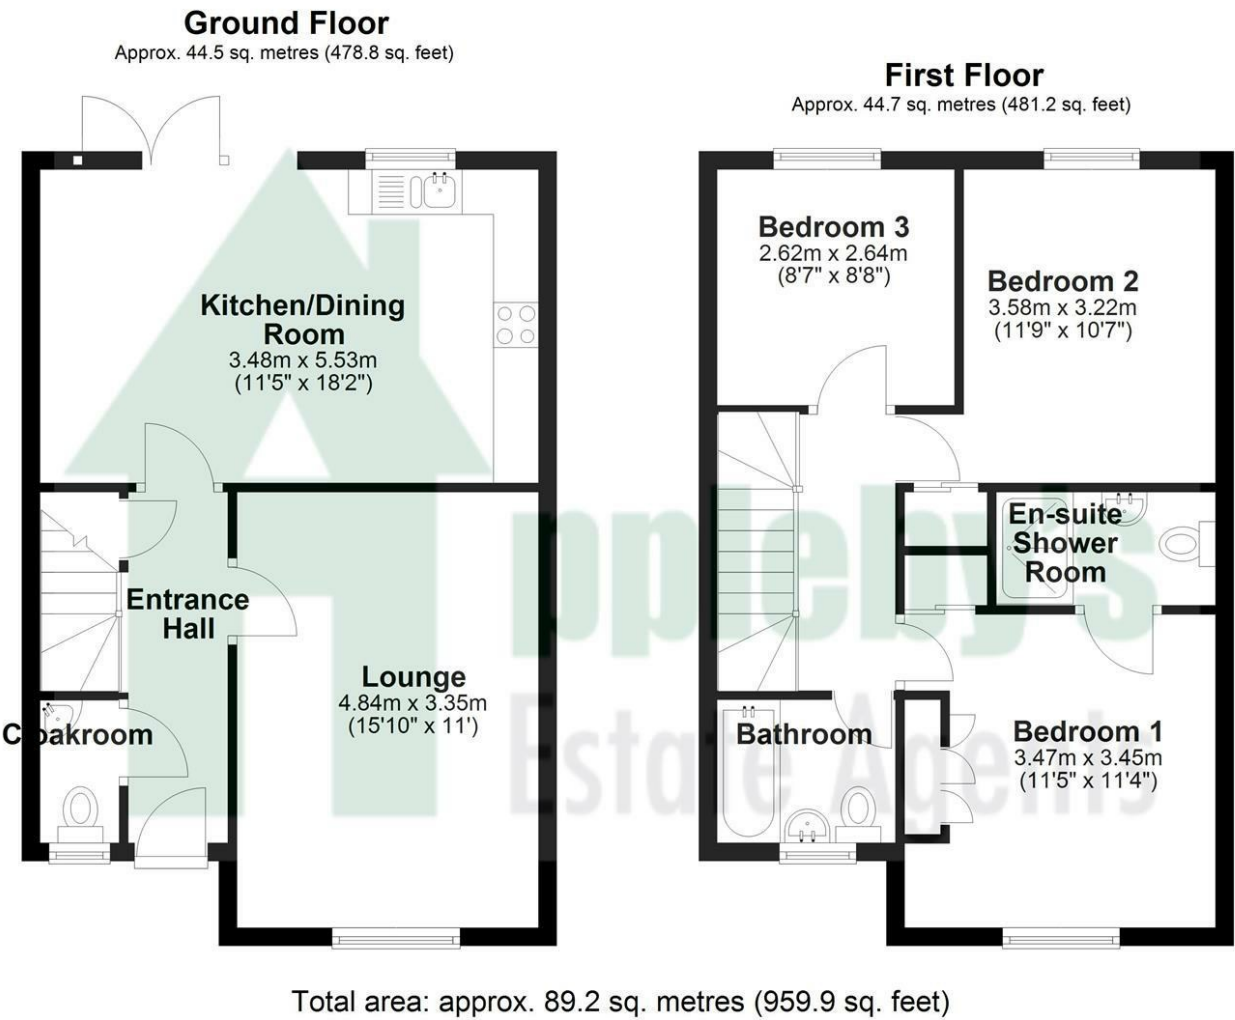 Ground Floor
Approx. 44.5 sq. metres (478.8 sq. feet)
Kitchen/Dining
Room
3.48m x 5.53m
(11'5" x 18'2")
Entrance
Hall
Lounge
4.84m x 3.35m
(15'10" x 11')
Cloakroom
First Floor
Approx. 44.7 sq. metres (481.2 sq. feet)
Bedroom 3
2.62m x 2.64m
(8'7" x 8'8")
Bedroom 2
3.58m x 3.22m
(11'9" x 10'7")
En-suite
Shower
Room
Bathroom
Bedroom 1
3.47m x 3.45m
(11'5" x 11'4")
ppleby's
Estate Agents
Total area: approx. 89.2 sq. metres (959.9 sq. feet)